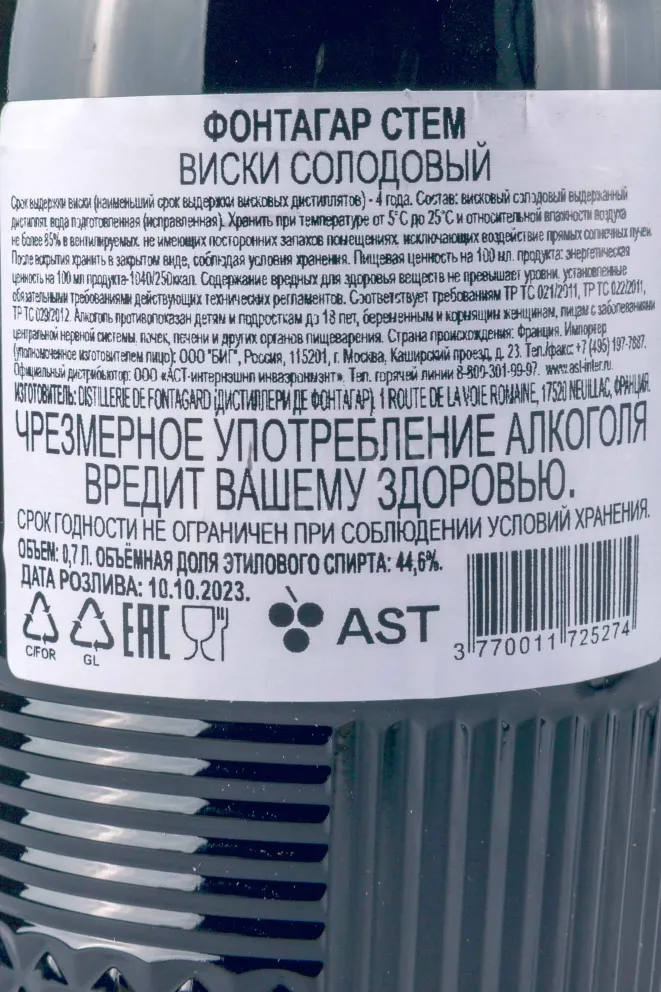 ФОНТАГАР СТЕМ
ВИСКИ СОЛОДОВЫЙ
Срок выдержки виски (наименьший срок выдержки висковых дистиллятов) - 4 года. Состав: висковый солодовый выдержанный
дистиллят, вода подготовленная (исправленная). Хранить при температуре от 5°С до 25°С и относительной влажности воздуха
не более 85% в вентилируемых, не имеющих посторонних запахов помещениях, исключающих воздействие прямых солнечных лучей.
После вскрытия хранить в закрытом виде, соблюдая условия хранения. Пищевая ценность на 100 мл. продукта: энергетическая
ценность на 100 мл продукта-1040/250ккал. Содержание вредных для здоровья веществ не превышает уровни, установленные
обязательными требованиями действующих технических регламентов. Соответствует требованиям ТР ТС 021/2011, ТР ТС 022/2011,
ТР ТС 029/2012. Алкоголь противопоказан детям и подросткам до 18 лет, беременным и кормящим женщинам, лицам с заболеваниями
центральной нервной системы, почек, печени и других органов пищеварения. Страна происхождения: Франция. Импортер
(уполномоченное изготовителем лицо): ООО "БИГ", Россия, 115201, г. Москва, Каширский проезд, д. 23. Тел./факс: +7 (495) 197-7887.
Официальный дистрибьютор: ООО «АСТ-интернэшнл инваэронмэнт». Тел. горячей линии 8-800-301-99-97. www.ast-inter.ru.
ИЗГОТОВИТЕЛЬ: DISTILLERIE DE FONTAGARD (ДИСТИЛЛЕРИ ДЕ ФОНТАГАР), 1 ROUTE DE LA VOIE ROMAINE, 17520 NEUILLAC, ФРАНЦИЯ.
ЧРЕЗМЕРНОЕ УПОТРЕБЛЕНИЕ АЛКОГОЛЯ
ВРЕДИТ ВАШЕМУ ЗДОРОВЬЮ.
СРОК ГОДНОСТИ НЕ ОГРАНИЧЕН ПРИ СОБЛЮДЕНИИ УСЛОВИЙ ХРАНЕНИЯ.
ОБЪЕМ: 0,7 Л. ОБЪЁМНАЯ ДОЛЯ ЭТИЛОВОГО СПИРТА: 44,6%.
ДАТА РОЗЛИВА: 10.10.2023.
C/FOR
GL
EAC
AST
3 770011 725274